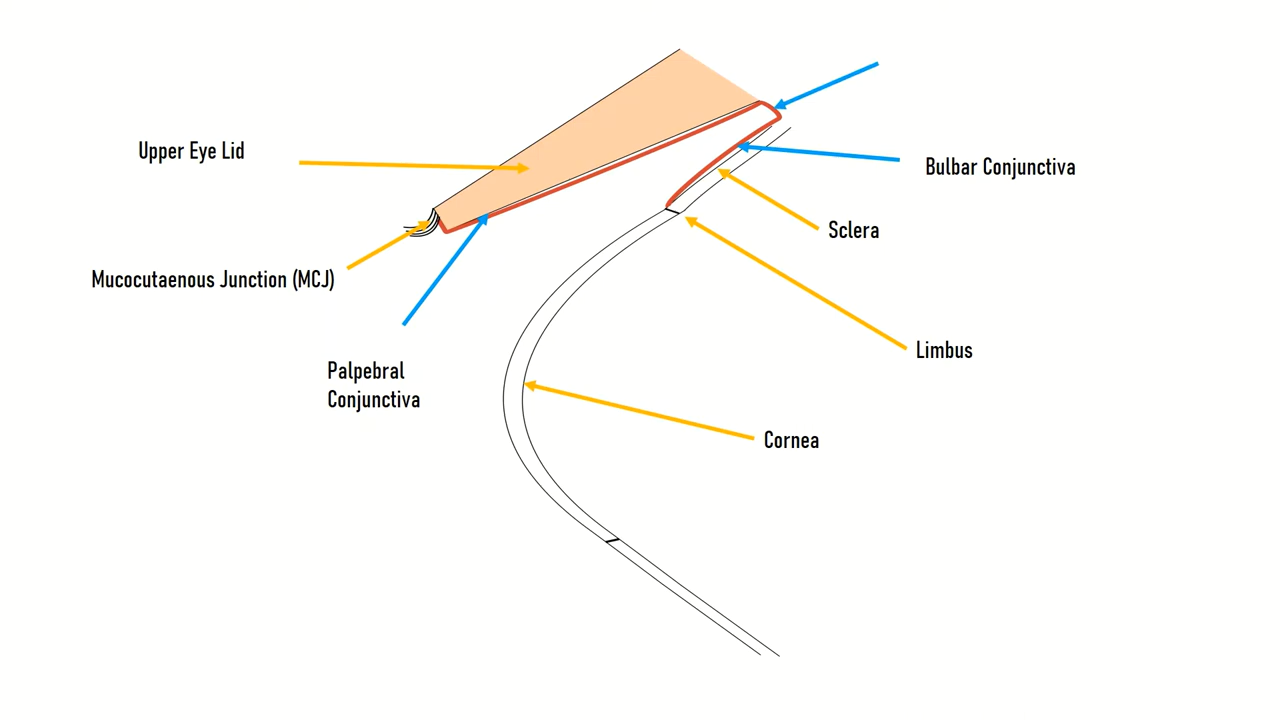 Upper Eye Lid
Bulbar Conjunctiva
Sclera
Mucocutaenous Junction (MCJ)
Limbus
Palpebral
Conjunctiva
Cornea